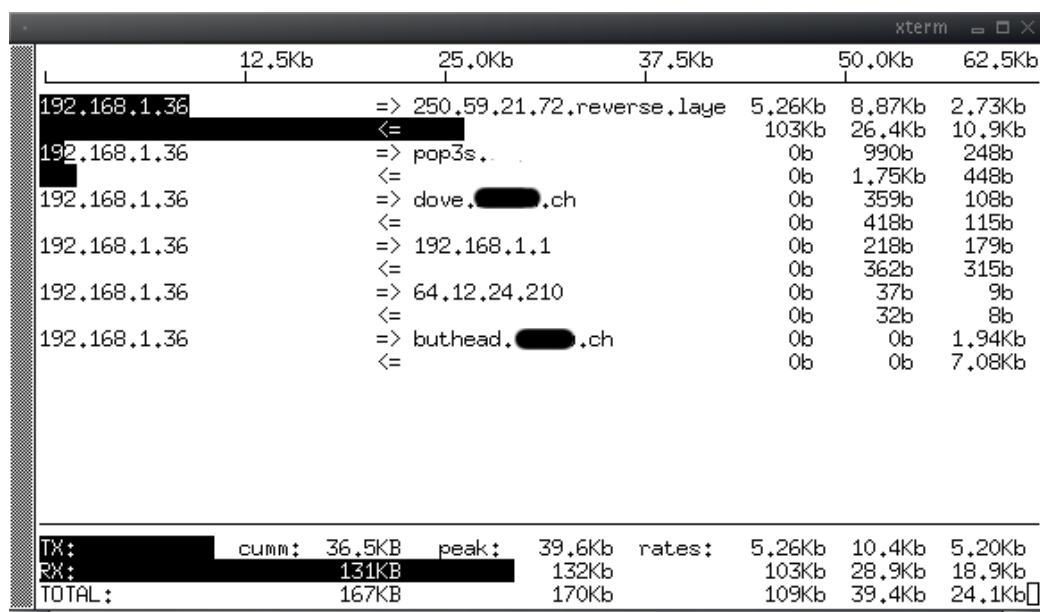 xterm
12.5Kb 25.0Kb 37.5Kb 50.0Kb 62.5Kb
192.168.1.36 => 250.59.21.72.reverse.laye 5.26Kb 8.87Kb 2.73Kb
<= 103Kb 26.4Kb 10.9Kb
192.168.1.36 => pop3s. 0b 990b 248b
<= 0b 1.75Kb 448b
192.168.1.36 => dove. .ch 0b 359b 108b
<= 0b 418b 115b
192.168.1.36 => 192.168.1.1 0b 218b 179b
<= 0b 362b 315b
192.168.1.36 => 64.12.24.210 0b 37b 9b
<= 0b 32b 8b
192.168.1.36 => buthead. .ch 0b 0b 1.94Kb
<= 0b 0b 7.08Kb
TX: cumm: 36.5KB peak: 39.6Kb rates: 5.26Kb 10.4Kb 5.20Kb
RX: 131KB 132Kb 103Kb 28.9Kb 18.9Kb
TOTAL: 167KB 170Kb 109Kb 39.4Kb 24.1Kb